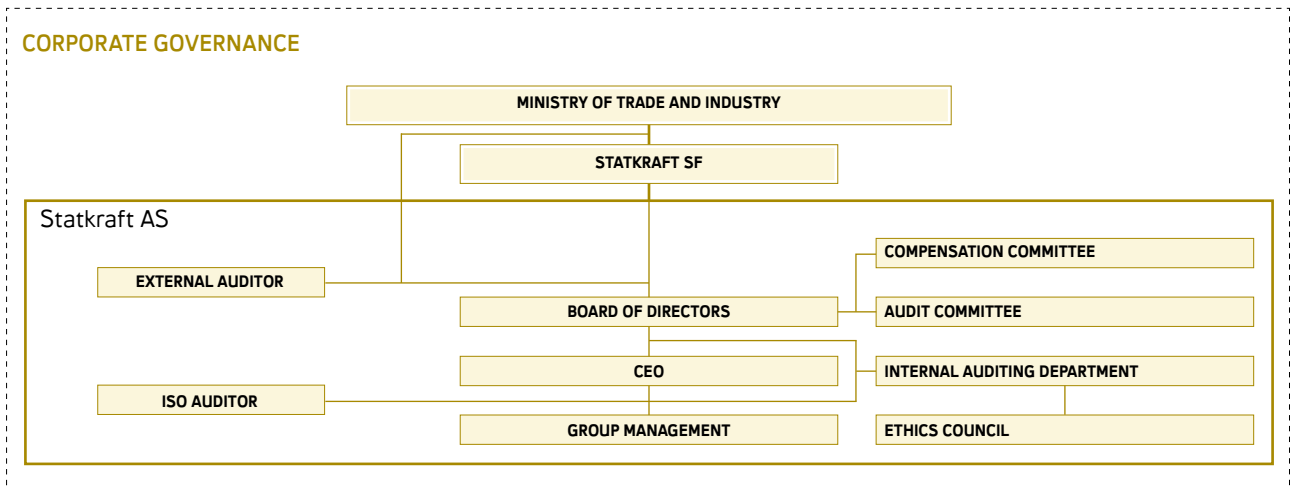 CORPORATE GOVERNANCE
MINISTRY OF TRADE AND INDUSTRY
STATKRAFT SF
Statkraft AS
COMPENSATION COMMITTEE
EXTERNAL AUDITOR
BOARD OF DIRECTORS
AUDIT COMMITTEE
CEO
INTERNAL AUDITING DEPARTMENT
ISO AUDITOR
GROUP MANAGEMENT
ETHICS COUNCIL